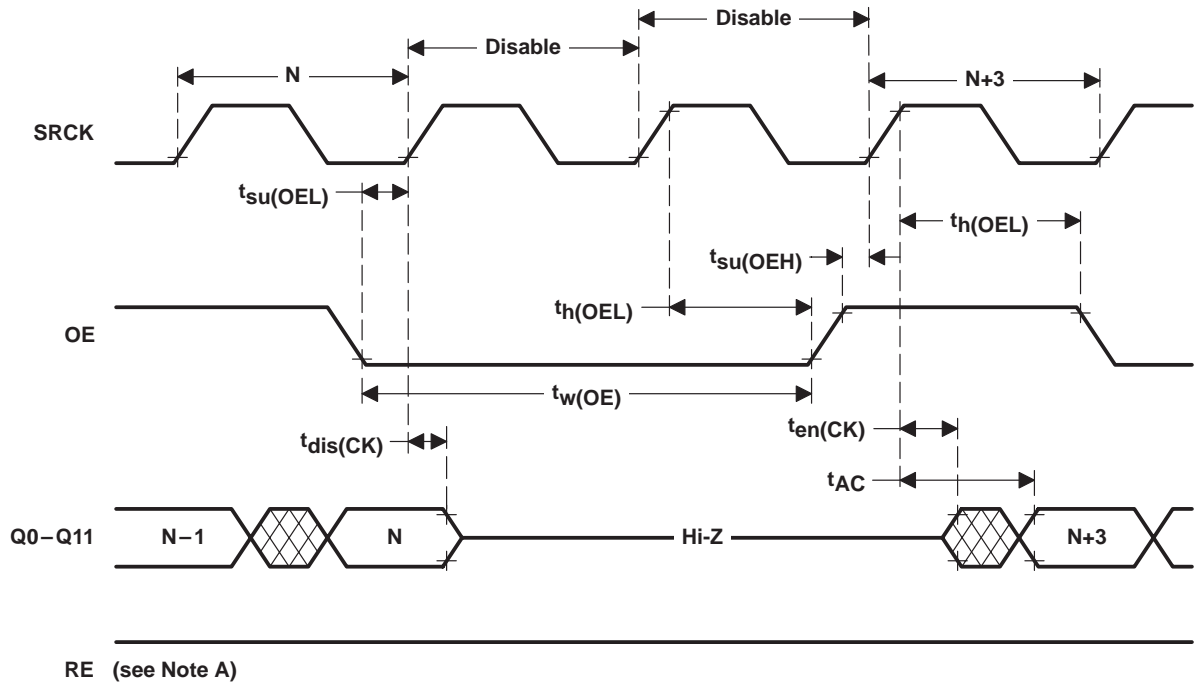 Disable
Disable
N
N+3
SRCK
tsu(OEL)
th(OEL)
tsu(OEH)
th(OEL)
OE
tw(OE)
ten(CK)
tdis(CK)
tAC
Q0–Q11
N–1
N
Hi-Z
N+3
RE (see Note A)